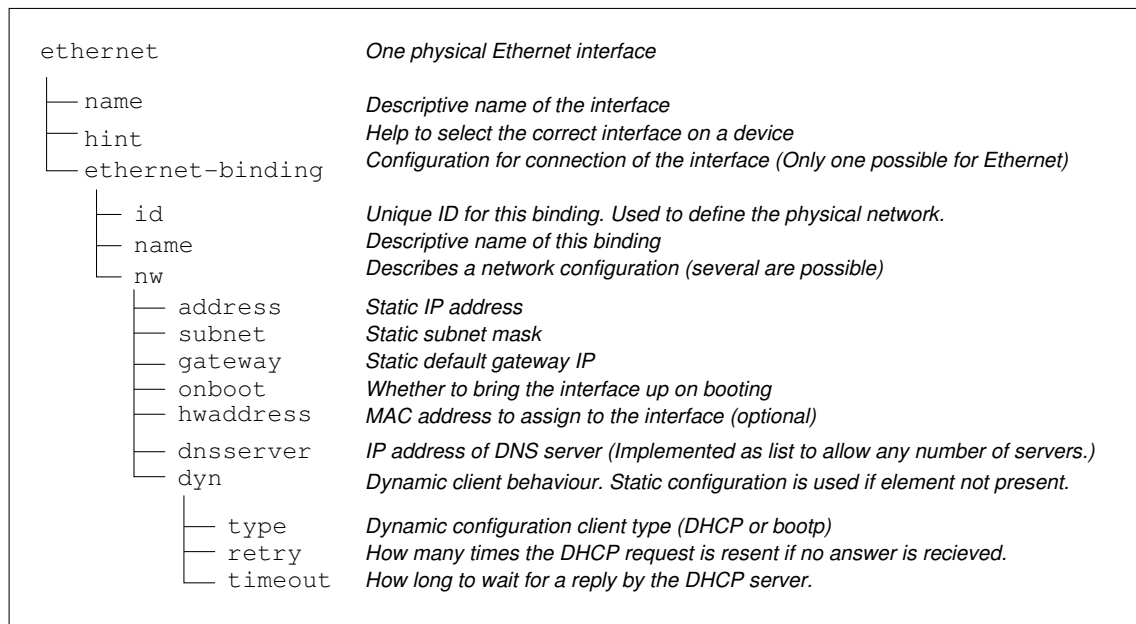 ethernet One physical Ethernet interface
name Descriptive name of the interface
hint Help to select the correct interface on a device
ethernet-binding Configuration for connection of the interface (Only one possible for Ethernet)
id Unique ID for this binding. Used to define the physical network.
name Descriptive name of this binding
nw Describes a network configuration (several are possible)
address Static IP address
subnet Static subnet mask
gateway Static default gateway IP
onboot Whether to bring the interface up on booting
hwaddress MAC address to assign to the interface (optional)
dnsserver IP address of DNS server (Implemented as list to allow any number of servers.)
dyn Dynamic client behaviour. Static configuration is used if element not present.
type Dynamic configuration client type (DHCP or bootp)
retry How many times the DHCP request is resent if no answer is recieved.
timeout How long to wait for a reply by the DHCP server.